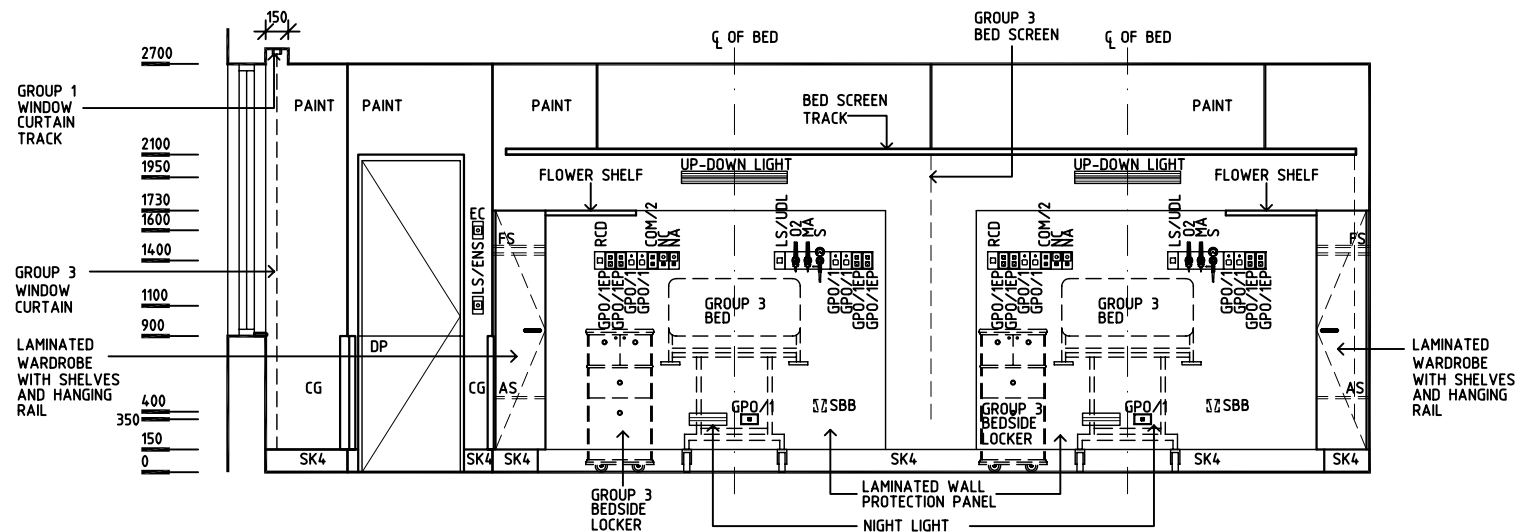 150
GROUP 3
BED SCREEN
℄ OF BED
℄ OF BED
2700
GROUP 1
WINDOW
CURTAIN
TRACK
PAINT
PAINT
PAINT
BED SCREEN
TRACK
PAINT
2100
1950
UP-DOWN LIGHT
UP-DOWN LIGHT
FLOWER SHELF
FLOWER SHELF
1730
1600
1400
EC
LS/ENS
FS
RCD
COM/2
NC
NA
LS/UDL
O2
MA
S
RCD
COM/2
NC
NA
LS/UDL
O2
MA
S
FS
GROUP 3
WINDOW
CURTAIN
1100
900
GPO/1EP
GPO/1EP
GPO/1
GPO/1
GROUP 3
BED
GPO/1
GPO/1
GPO/1EP
GPO/1EP
GPO/1EP
GPO/1EP
GPO/1
GPO/1
GROUP 3
BED
GPO/1
GPO/1
GPO/1EP
GPO/1EP
LAMINATED
WARDROBE
WITH SHELVES
AND HANGING
RAIL
DP
CG
CG
AS
AS
LAMINATED
WARDROBE
WITH SHELVES
AND HANGING
RAIL
400
350
150
0
GPO/1
SBB
GROUP 3
BEDSIDE
LOCKER
GPO/1
SBB
SK4
SK4
SK4
SK4
SK4
SK4
GROUP 3
BEDSIDE
LOCKER
LAMINATED WALL
PROTECTION PANEL
NIGHT LIGHT